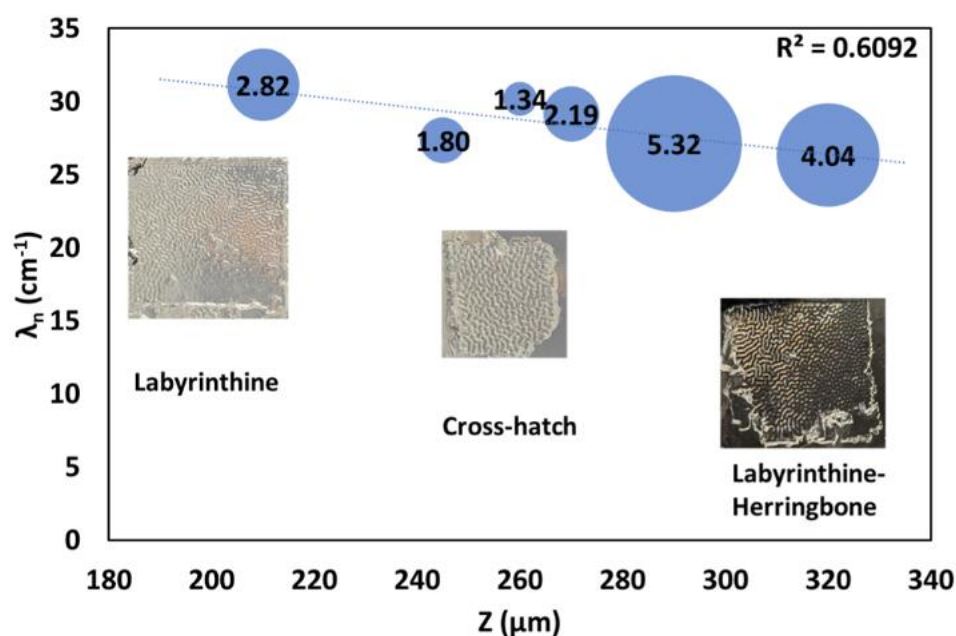 35
R² = 0.6092
30
2.82
1.34
2.19
1.80
5.32
4.04
25
20
15
λₙ (cm⁻¹)
Labyrinthine
10
Cross-hatch
Labyrinthine-
Herringbone
5
0
180 200 220 240 260 280 300 320 340
Z (µm)